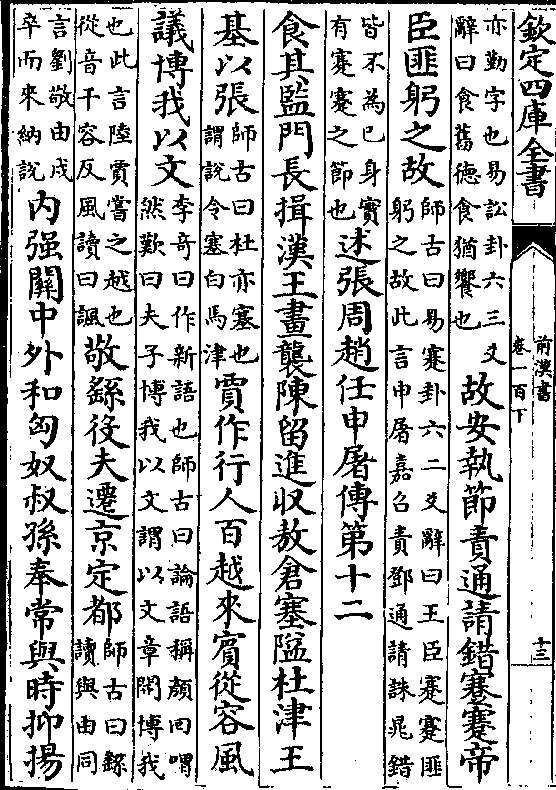 欽定四庫全書
前漢書
卷一百下
十三
亦勤字也易訟卦六三爻
辭曰食舊德食猶饗也
故安執節責通請錯蹇蹇帝
臣匪躬之故
師古曰易蹇卦六二爻辭曰王臣蹇蹇匪
躬之故此言申屠嘉召責鄧通請誅晁錯
皆不為已身實
有蹇蹇之節也
述張周趙任申屠傳第十二
食其監門長揖漢王畫襲陳留進収敖倉塞隘杜津王
基以張
師古曰杜亦塞也
謂說令塞白馬津
賈作行人百越來賓從容風
議博我以文
李奇曰作新語也師古曰論語稱顔回喟
然歎曰夫子博我以文謂以文章開博我
也此言陸賈嘗之越也
從音千容反風讀曰諷
敬繇役夫遷京定都
師古曰繇
讀與由同
言劉敬由戍
卒而來納說
内强關中外和匈奴叔孫奉常與時抑揚